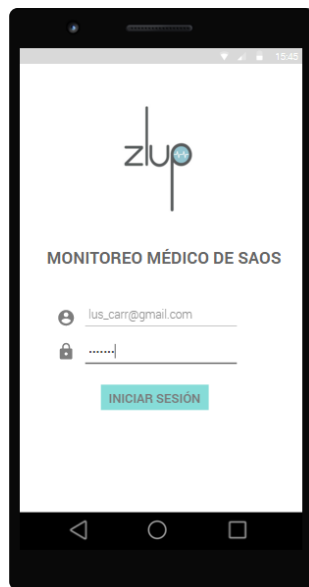 15:45
zlup
MONITOREO MÉDICO DE SAOS
lus_carr@gmail.com
•••••••
INICIAR SESIÓN